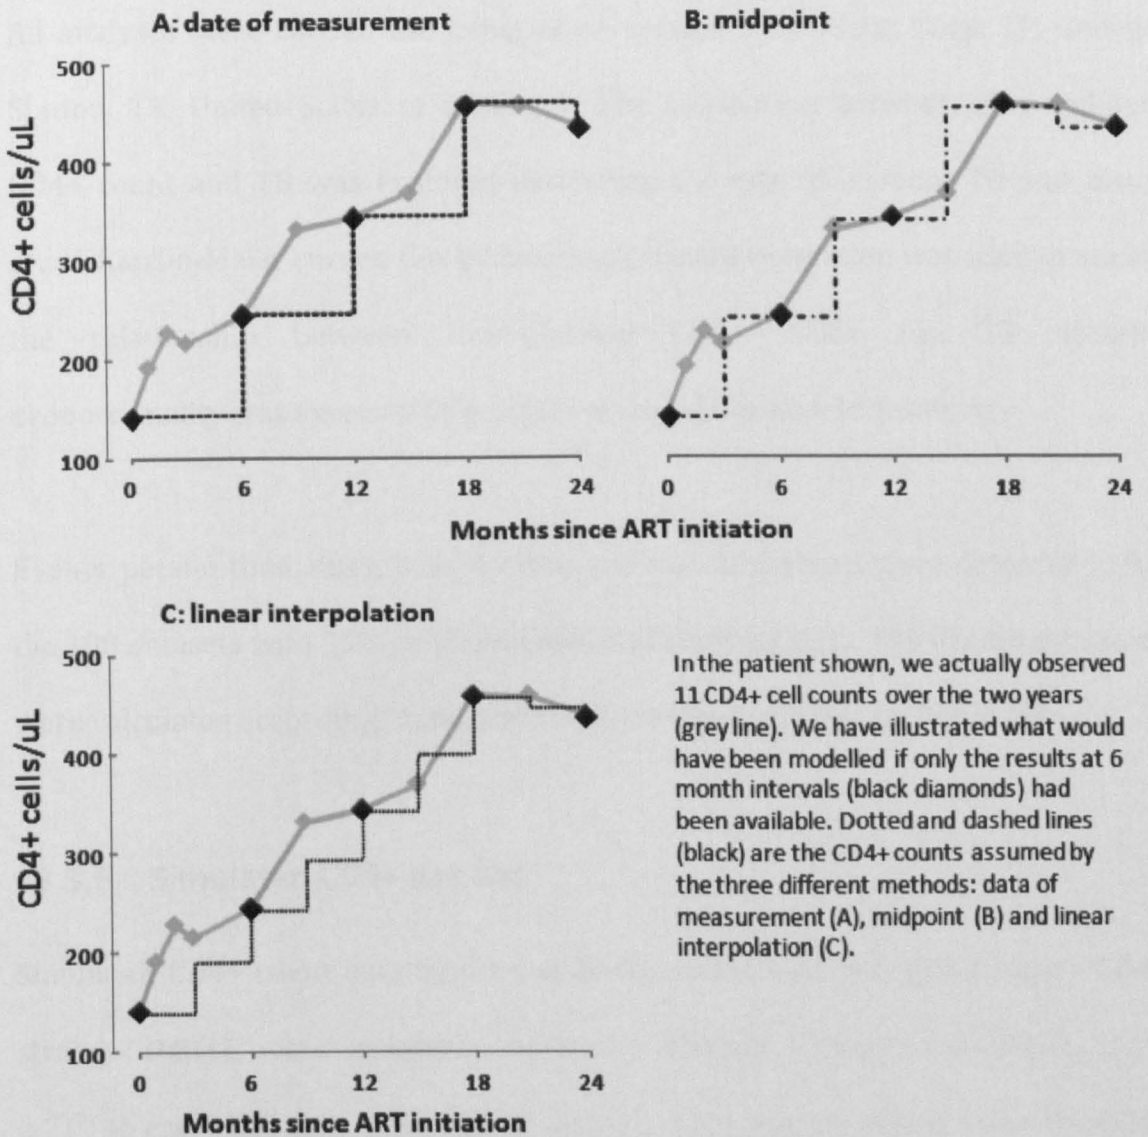 A: date of measurement
B: midpoint
CD4+ cells/uL
500
400
300
200
100
0
6
12
18
24
0
6
12
18
24
Months since ART initiation
C: linear interpolation
CD4+ cells/uL
500
400
300
200
100
0
6
12
18
24
Months since ART initiation
In the patient shown, we actually observed
11 CD4+ cell counts over the two years
(grey line). We have illustrated what would
have been modelled if only the results at 6
month intervals (black diamonds) had
been available. Dotted and dashed lines
(black) are the CD4+ counts assumed by
the three different methods: data of
measurement (A), midpoint (B) and linear
interpolation (C).